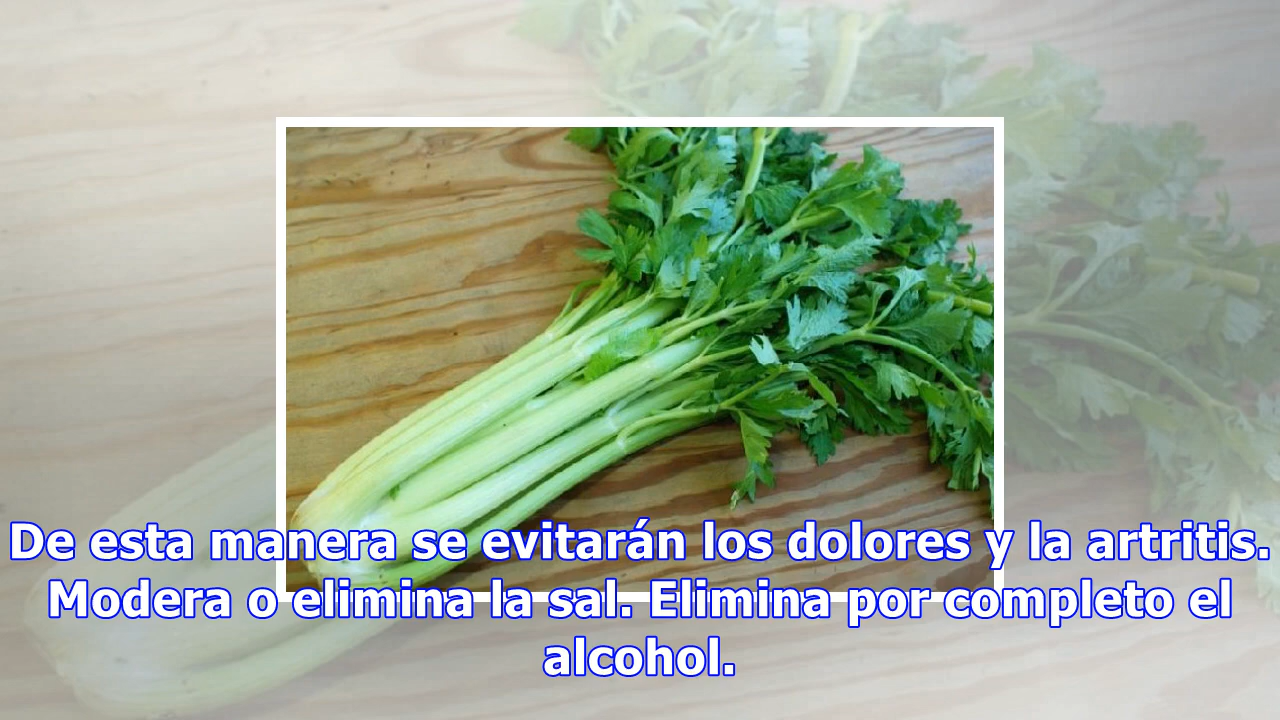 De esta manera se evitarán los dolores y la artritis.
Modera o elimina la sal. Elimina por completo el
alcohol.